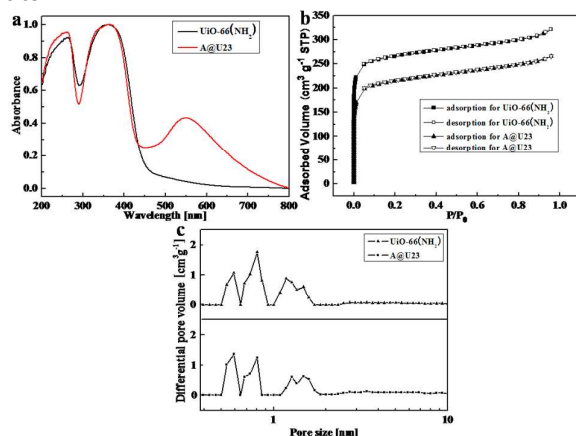 a
UiO-66(NH2)
A@U23
Absorbance
1.0
0.8
0.6
0.4
0.2
0.0
200 300 400 500 600 700 800
Wavelength [nm]
b
Adsorbed Volume (cm3 g-1 STP)
350
300
250
200
150
100
50
0
adsorption for UiO-66(NH2)
desorption for UiO-66(NH2)
adsorption for A@U23
desorption for A@U23
0.0 0.2 0.4 0.6 0.8 1.0
P/P0
c
UiO-66(NH2)
A@U23
Differential pore volume [cm3g-1]
2
1
0
2
1
0
1 10
Pore size [nm]